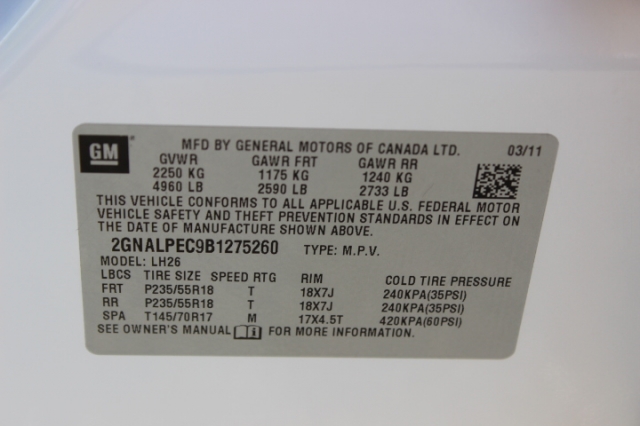 GM
MFD BY GENERAL MOTORS OF CANADA LTD. 03/11
GVWR GAWR FRT GAWR RR
2250 KG 1175 KG 1240 KG
4960 LB 2590 LB 2733 LB
THIS VEHICLE CONFORMS TO ALL APPLICABLE U.S. FEDERAL MOTOR
VEHICLE SAFETY AND THEFT PREVENTION STANDARDS IN EFFECT ON
THE DATE OF MANUFACTURE SHOWN ABOVE.
2GNALPEC9B1275260 TYPE: M.P.V.
MODEL: LH26
LBCS TIRE SIZE SPEED RTG RIM COLD TIRE PRESSURE
FRT P235/55R18 T 18X7J 240KPA(35PSI)
RR P235/55R18 T 18X7J 240KPA(35PSI)
SPA T145/70R17 M 17X4.5T 420KPA(60PSI)
SEE OWNER'S MANUAL FOR MORE INFORMATION.